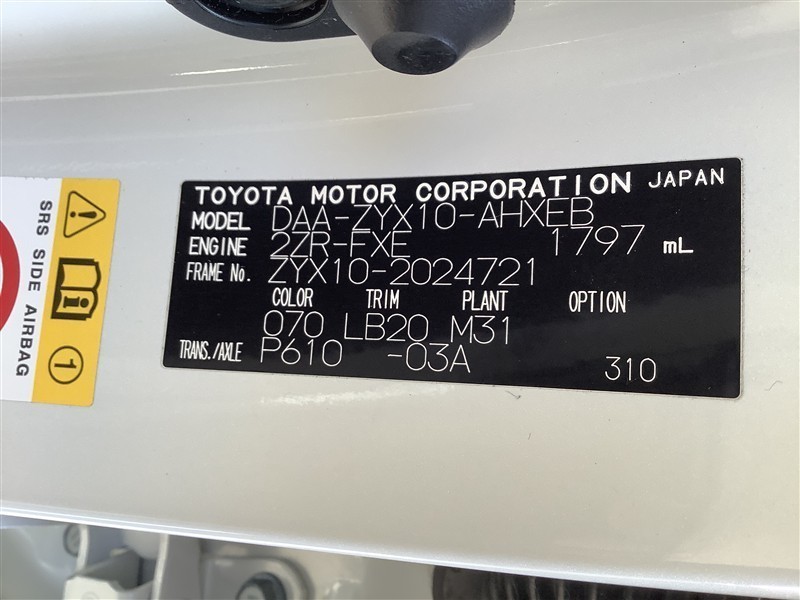 TOYOTA MOTOR CORPORATION JAPAN
MODEL DAA-ZYX10-AHXEB
ENGINE 2ZR-FXE 1797 mL
FRAME No. ZYX10-2024721
COLOR TRIM PLANT OPTION
070 LB20 M31
TRANS./AXLE P610 -03A 310
SRS SIDE AIRBAG
1